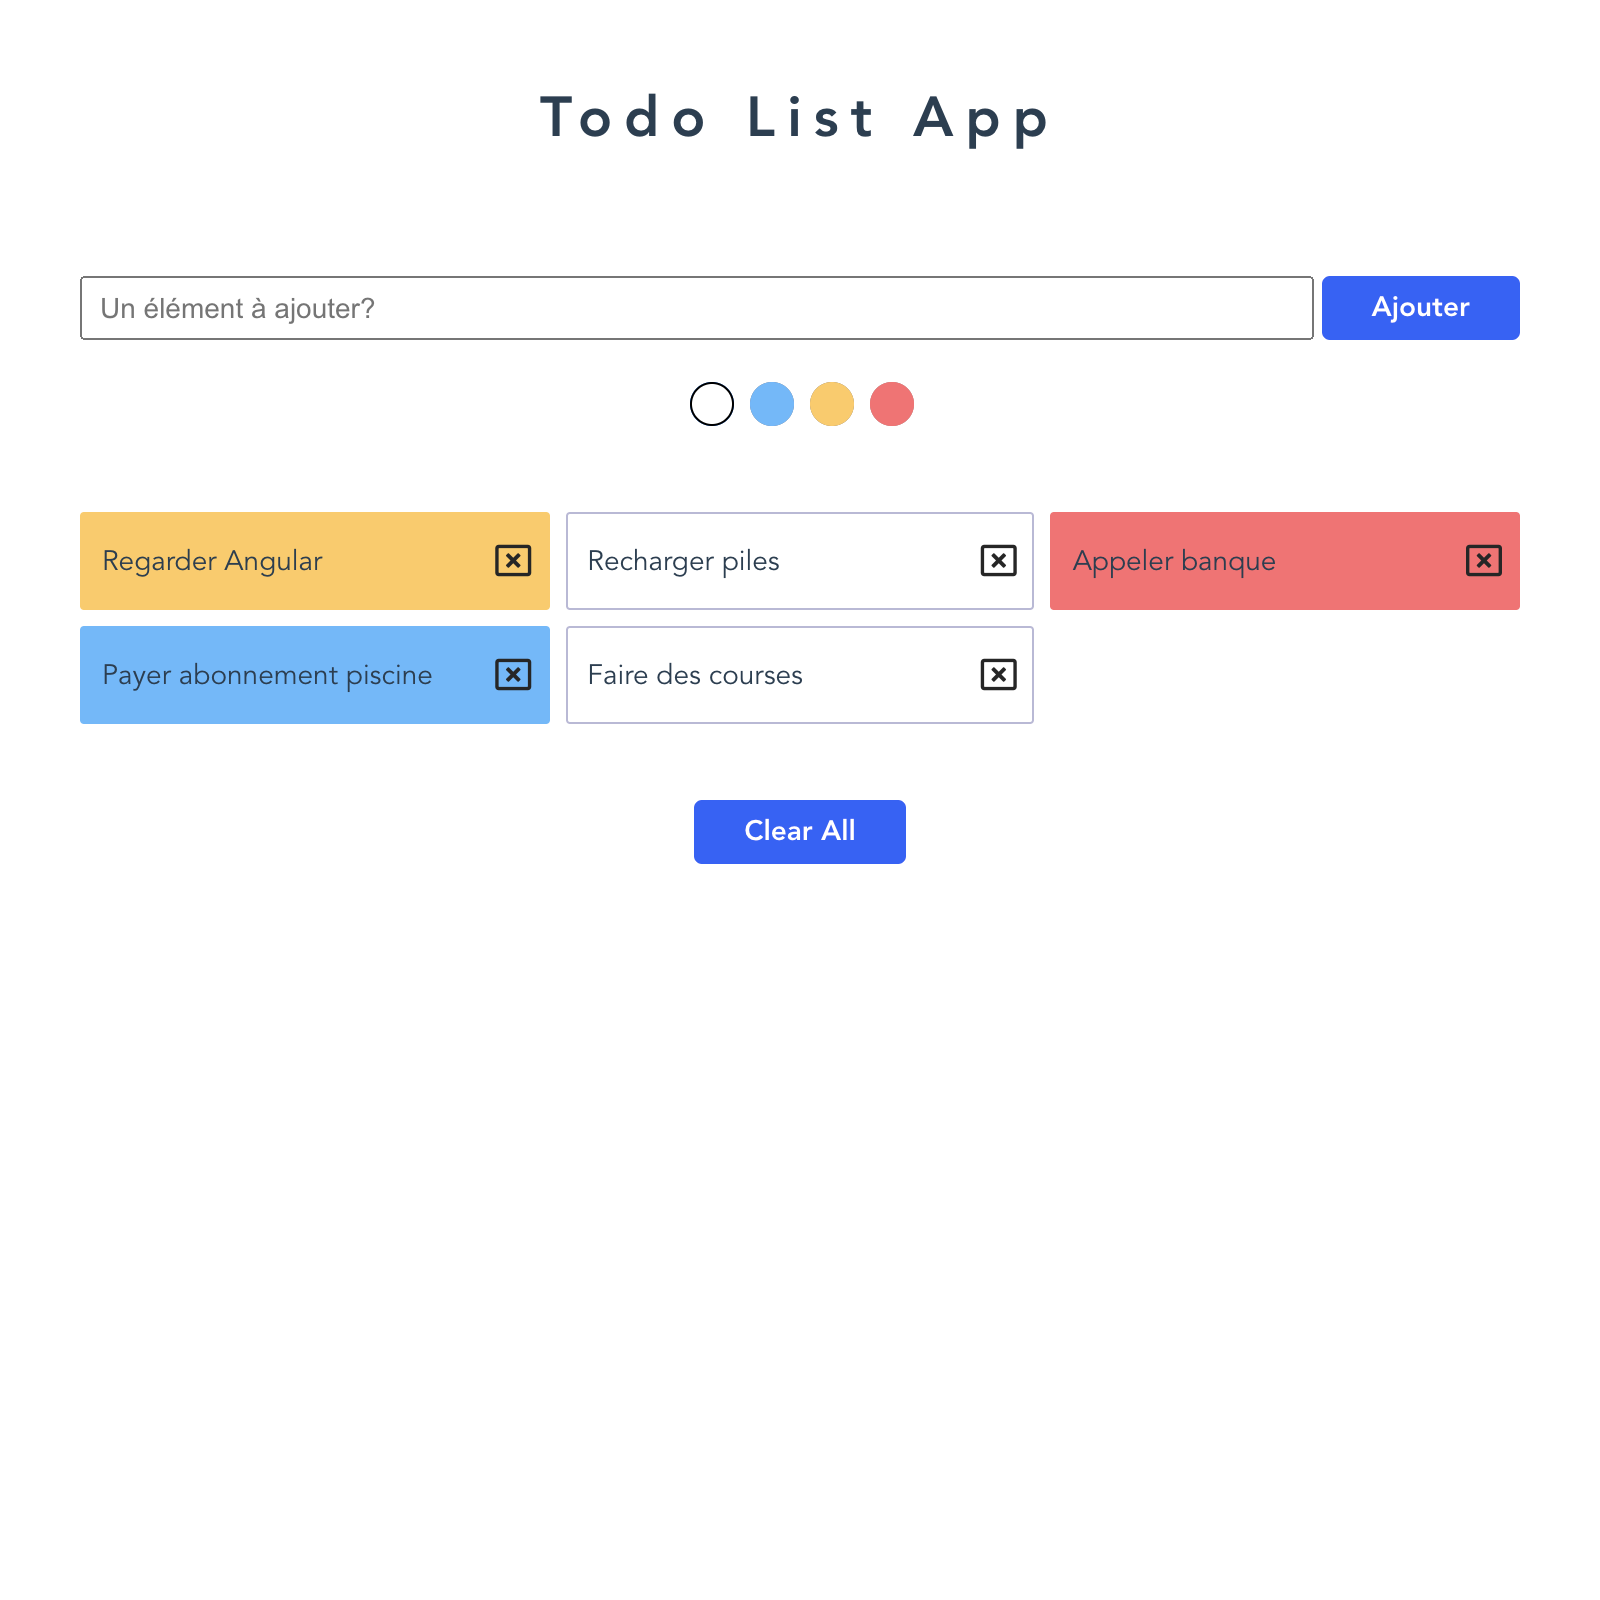 Todo List App
Un élément à ajouter?
Ajouter
Regarder Angular
Recharger piles
Appeler banque
Payer abonnement piscine
Faire des courses
Clear All